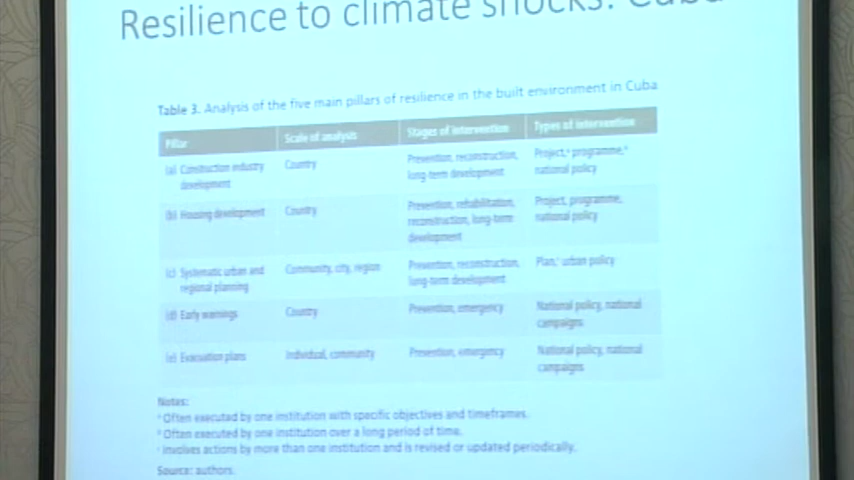 Resilience to climate shocks: Cuba
Table 3. Analysis of the five main pillars of resilience in the built environment in Cuba
Pillar Scale of analysis Stages of intervention Types of intervention
(a) Construction industry development Country Prevention, reconstruction, long-term development Project,ᵃ programme,ᵇ national policy
(b) Housing development Country Prevention, rehabilitation, reconstruction, long-term development Project, programme, national policy
(c) Systematic urban and regional planning Community, city, region Prevention, reconstruction, long-term development Plan,ᶜ urban policy
(d) Early warnings Country Prevention, emergency National policy, national campaigns
(e) Evacuation plans Individual, community Prevention, emergency National policy, national campaigns
Notes:
ᵃ Often executed by one institution with specific objectives and timeframes.
ᵇ Often executed by one institution over a long period of time.
ᶜ Involves actions by more than one institution and is revised or updated periodically.
Source: authors.